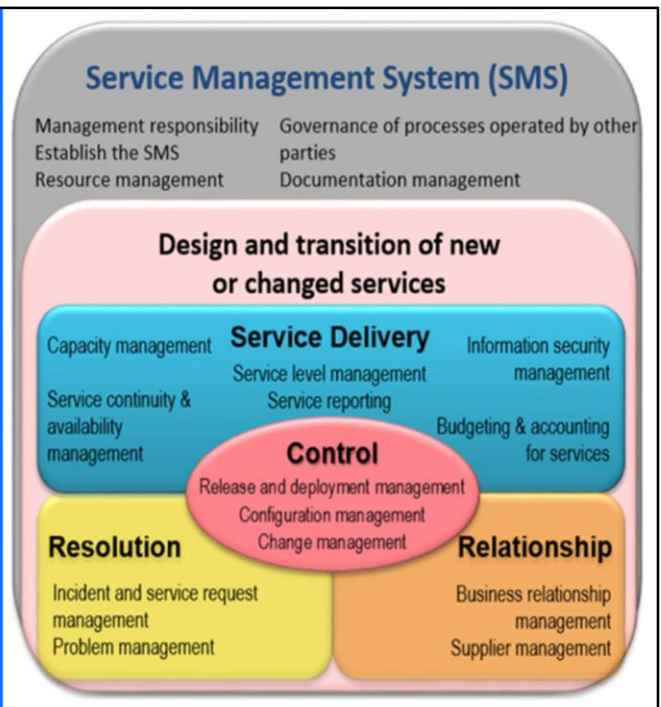 Service Management System (SMS)
Management responsibility
Establish the SMS
Resource management
Governance of processes operated by other
parties
Documentation management
Design and transition of new
or changed services
Service Delivery
Capacity management
Service continuity &
availability
management
Service level management
Service reporting
Information security
management
Budgeting & accounting
for services
Control
Release and deployment management
Configuration management
Change management
Resolution
Incident and service request
management
Problem management
Relationship
Business relationship
management
Supplier management